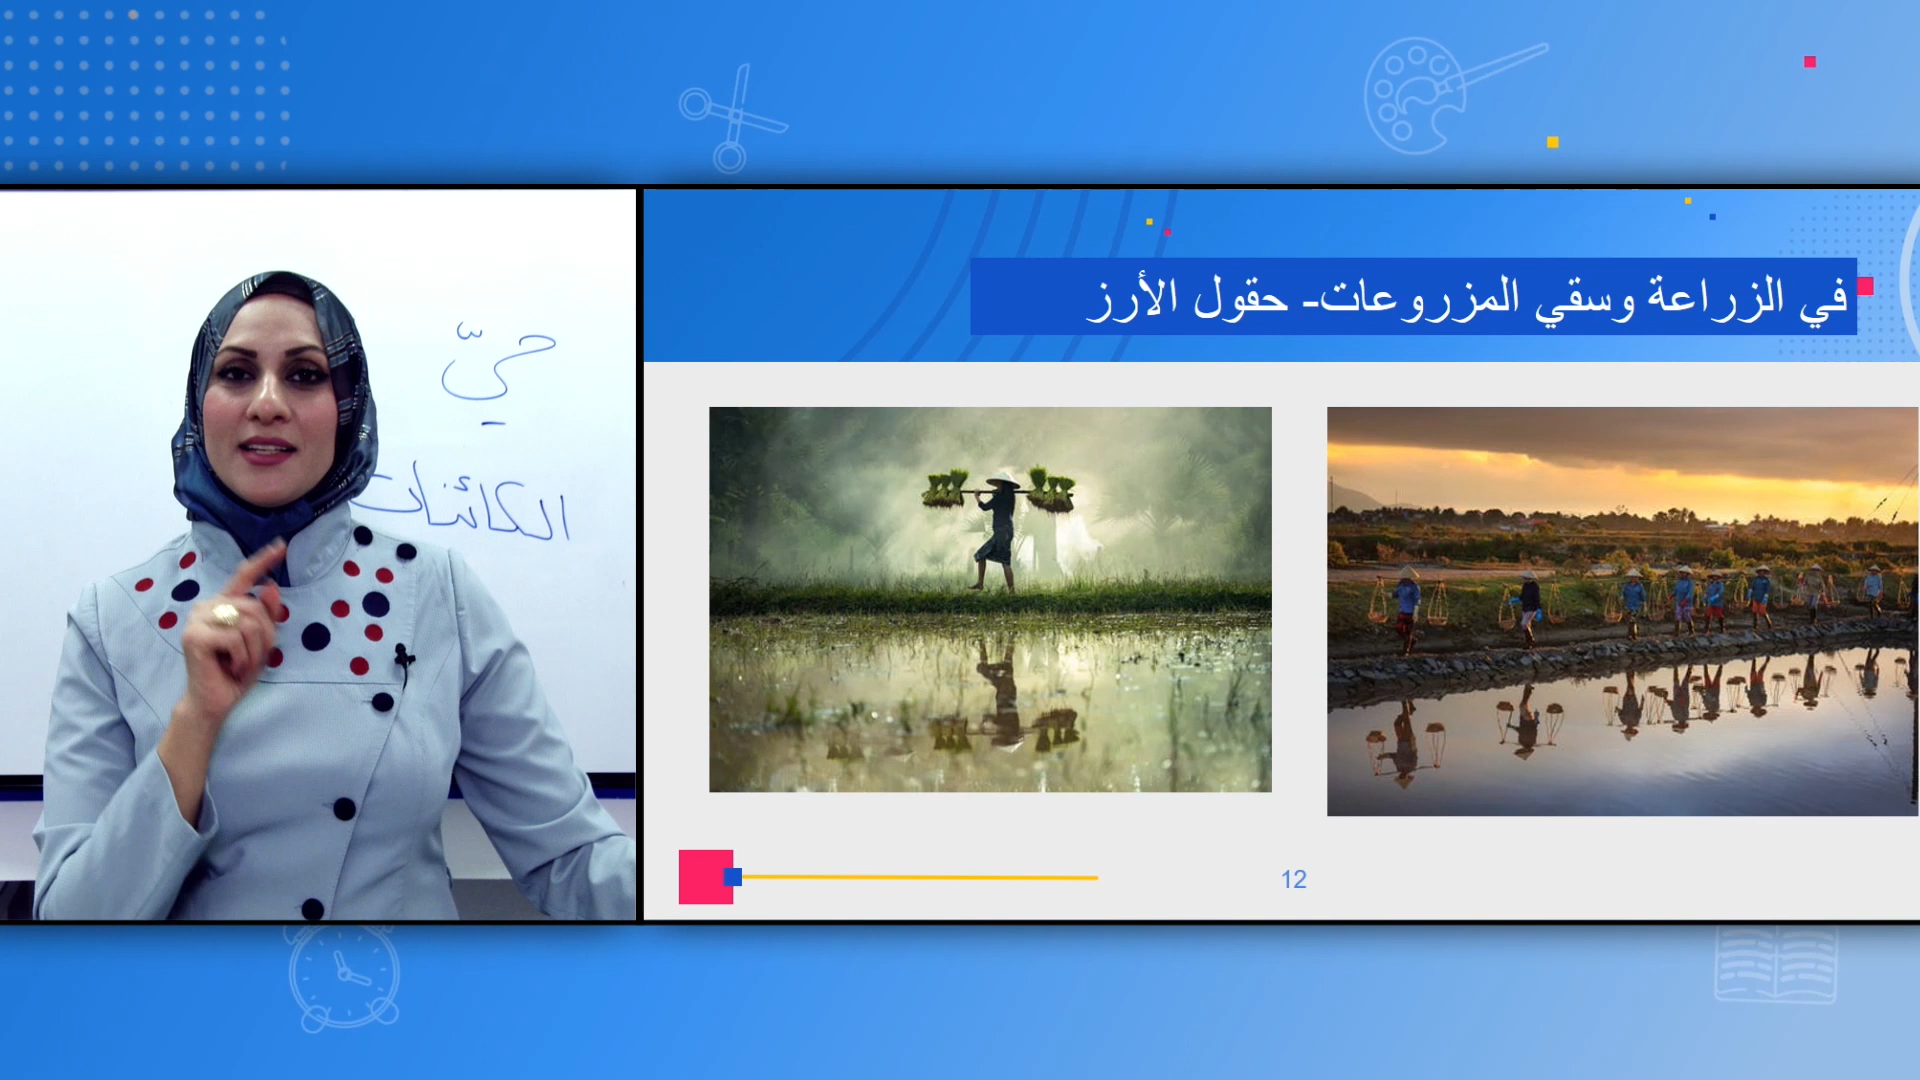 في الزراعة وسقي المزروعات- حقول الأرز
حيّ
الكائنات
12